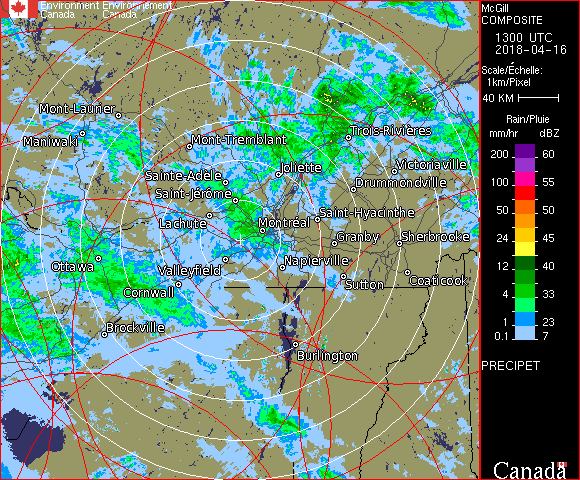 Environment Environnement
Canada Canada
Mont-Laurier
Maniwaki
Mont-Tremblant
Trois-Rivières
Joliette
Victoriaville
Sainte-Adèle
Drummondville
Saint-Jérôme
Saint-Hyacinthe
Lachute
Montréal
Granby
Sherbrooke
Ottawa
Napierville
Valleyfield
Coaticook
Cornwall
Sutton
Brockville
Burlington
McGill
COMPOSITE
1300 UTC
2018-04-16
Scale/Échelle:
1km/Pixel
40 KM
Rain/Pluie
mm/hr dBZ
200 60
100 55
50 50
24 45
12 40
4 33
1 23
0.1 7
PRECIPET
Canada